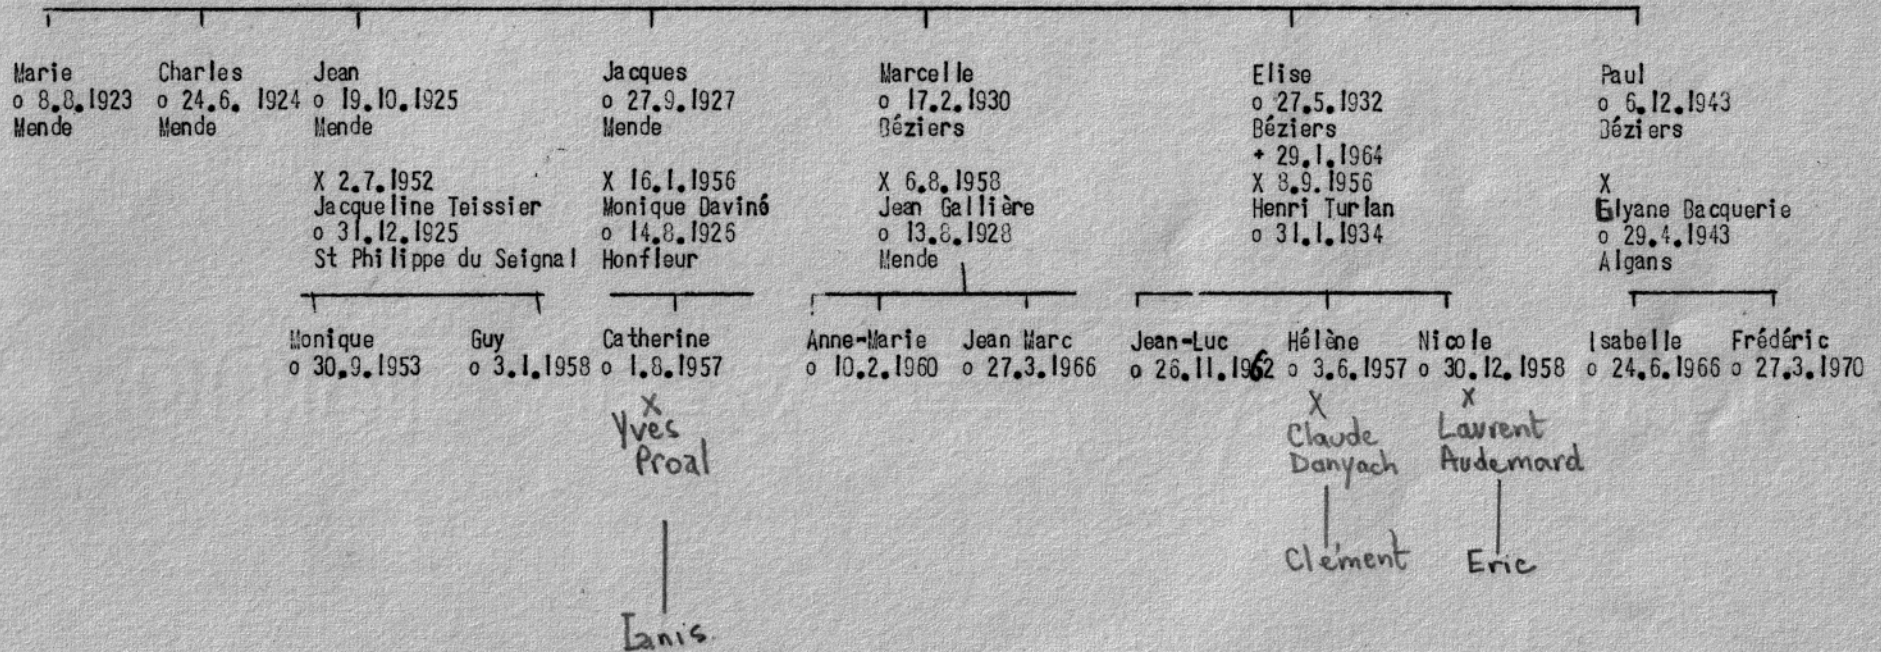 Marie
o 8.8.1923
Mende
Charles
o 24.6. 1924
Mende
Jean
o 19.10.1925
Mende
X 2.7.1952
Jacqueline Teissier
o 31.12.1925
St Philippe du Seignal
Jacques
o 27.9.1927
Mende
X 16.1.1956
Monique Daviné
o 14.8.1926
Honfleur
Marcelle
o 17.2.1930
Béziers
X 6.8.1958
Jean Gallière
o 13.8.1928
Mende
Elise
o 27.5.1932
Béziers
+ 29.1.1964
X 8.9.1956
Henri Turlan
o 31.1.1934
Paul
o 6.12.1943
Béziers
X
Elyane Bacquerie
o 29.4.1943
Algans
Monique
o 30.9.1953
Guy
o 3.1.1958
Catherine
o 1.8.1957
X
Yves
Proal
Ianis
Anne-Marie
o 10.2.1960
Jean Marc
o 27.3.1966
Jean-Luc
o 26.11.1962
Hélène
o 3.6.1957
X
Claude
Danyach
Clément
Nicole
o 30.12.1958
X
Laurent
Audemard
Eric
Isabelle
o 24.6.1966
Frédéric
o 27.3.1970